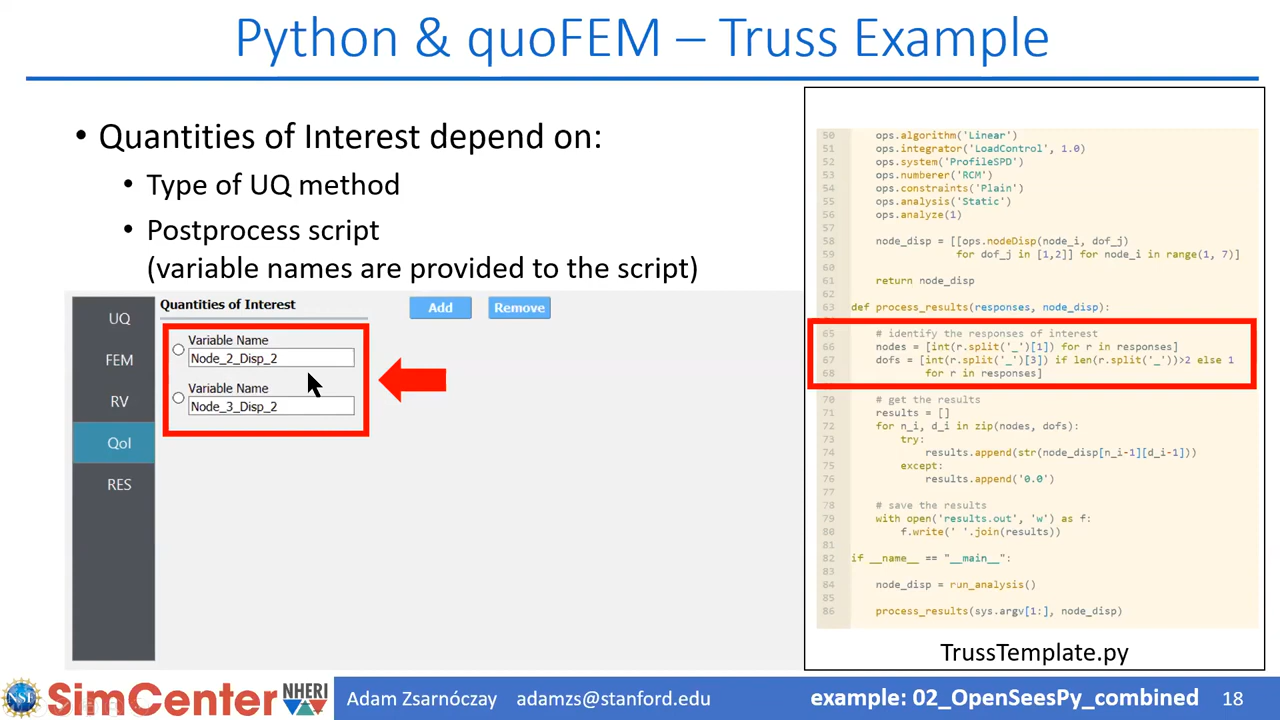 Python & quoFEM – Truss Example
• Quantities of Interest depend on:
• Type of UQ method
• Postprocess script
(variable names are provided to the script)
UQ
FEM
RV
QoI
RES
Quantities of Interest
Add
Remove
Variable Name
Node_2_Disp_2
Variable Name
Node_3_Disp_2
50 ops.algorithm('Linear')
51 ops.integrator('LoadControl', 1.0)
52 ops.system('ProfileSPD')
53 ops.numberer('RCM')
54 ops.constraints('Plain')
55 ops.analysis('Static')
56 ops.analyze(1)
57
58 node_disp = [[ops.nodeDisp(node_i, dof_j)
59 for dof_j in [1,2]] for node_i in range(1, 7)]
60
61 return node_disp
62
63 def process_results(responses, node_disp):
65 # identify the responses of interest
66 nodes = [int(r.split('_')[1]) for r in responses]
67 dofs = [int(r.split('_')[3]) if len(r.split('_'))>2 else 1
68 for r in responses]
70 # get the results
71 results = []
72 for n_i, d_i in zip(nodes, dofs):
73 try:
74 results.append(str(node_disp[n_i-1][d_i-1]))
75 except:
76 results.append('0.0')
77
78 # save the results
79 with open('results.out', 'w') as f:
80 f.write(' '.join(results))
81
82 if __name__ == "__main__":
83
84 node_disp = run_analysis()
85
86 process_results(sys.argv[1:], node_disp)
TrussTemplate.py
NSF
SimCenter
NHERI
Adam Zsarnóczay adamzs@stanford.edu
example: 02_OpenSeesPy_combined
18